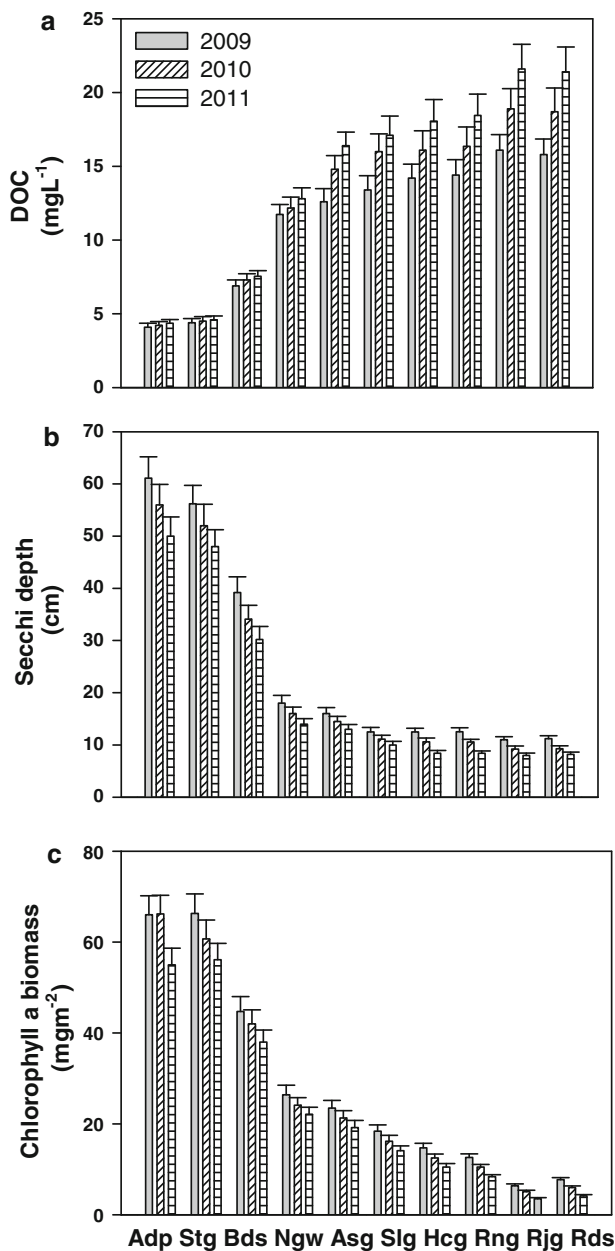 a
25
20
15
10
5
0
DOC
(mgL-1)
2009
2010
2011
b
70
60
50
40
30
20
10
0
Secchi depth
(cm)
c
80
60
40
20
0
Chlorophyll a biomass
(mgm-2)
Adp Stg Bds Ngw Asg Slg Hcg Rng Rjg Rds